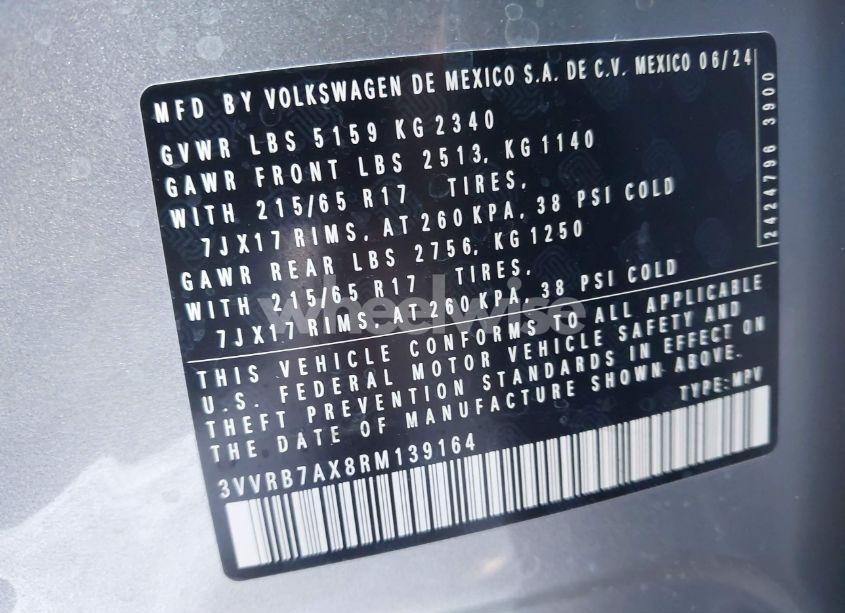 MFD BY VOLKSWAGEN DE MEXICO S.A. DE C.V. MEXICO 06/24
GVWR LBS 5159 KG 2340
GAWR FRONT LBS 2513, KG 1140
WITH 215/65 R17 TIRES,
7JX17 RIMS, AT 260 KPA, 38 PSI COLD
GAWR REAR LBS 2756, KG 1250
WITH 215/65 R17 TIRES,
7JX17 RIMS, AT 260 KPA, 38 PSI COLD
2424796 3900
wheelwise
THIS VEHICLE CONFORMS TO ALL APPLICABLE
U.S. FEDERAL MOTOR VEHICLE SAFETY AND
THEFT PREVENTION STANDARDS IN EFFECT ON
THE DATE OF MANUFACTURE SHOWN ABOVE.
3VVRB7AX8RM139164 TYPE:MPV